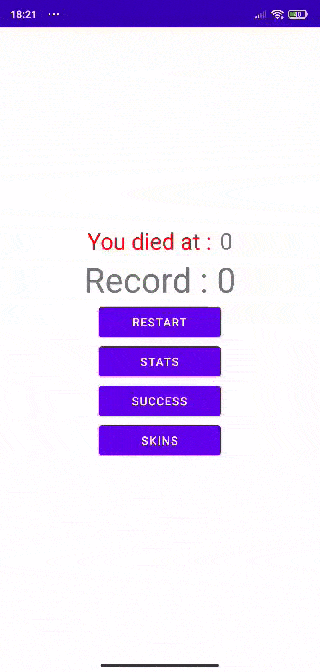 18:21 ...
You died at : 0
Record : 0
RESTART
STATS
SUCCESS
SKINS